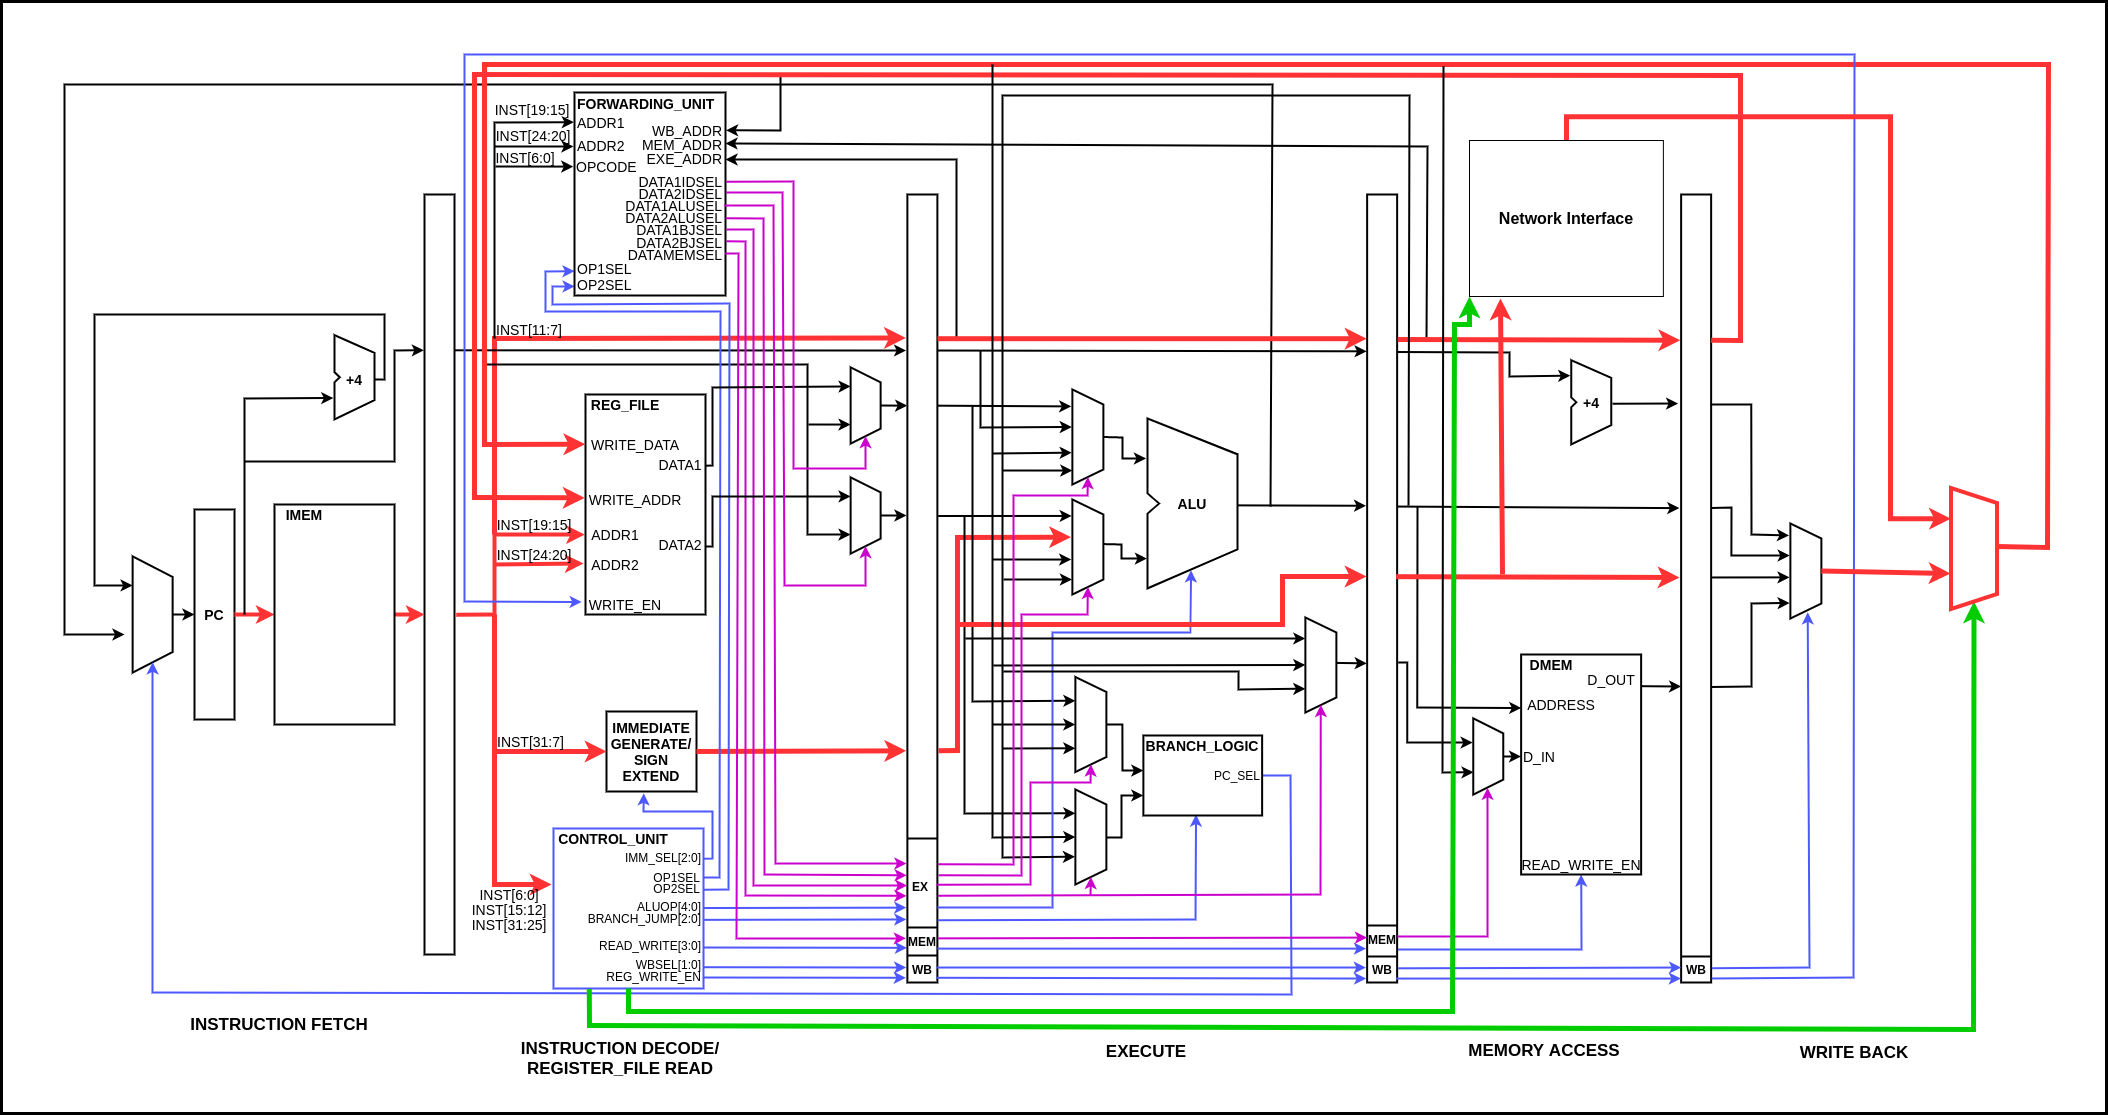 INST[19:15]
INST[24:20]
INST[6:0]
FORWARDING_UNIT
ADDR1
WB_ADDR
ADDR2
MEM_ADDR
EXE_ADDR
OPCODE
DATA1IDSEL
DATA2IDSEL
DATA1ALUSEL
DATA2ALUSEL
DATA1BJSEL
DATA2BJSEL
DATAMEMSEL
OP1SEL
OP2SEL
Network Interface
INST[11:7]
+4
+4
REG_FILE
WRITE_DATA
DATA1
WRITE_ADDR
INST[19:15]
ADDR1
DATA2
INST[24:20]
ADDR2
WRITE_EN
IMEM
PC
ALU
INST[31:7]
IMMEDIATE
GENERATE/
SIGN
EXTEND
BRANCH_LOGIC
PC_SEL
DMEM
D_OUT
ADDRESS
D_IN
READ_WRITE_EN
CONTROL_UNIT
IMM_SEL[2:0]
OP1SEL
OP2SEL
ALUOP[4:0]
BRANCH_JUMP[2:0]
READ_WRITE[3:0]
WBSEL[1:0]
REG_WRITE_EN
INST[6:0]
INST[15:12]
INST[31:25]
EX
MEM
WB
MEM
WB
WB
INSTRUCTION FETCH
INSTRUCTION DECODE/
REGISTER_FILE READ
EXECUTE
MEMORY ACCESS
WRITE BACK